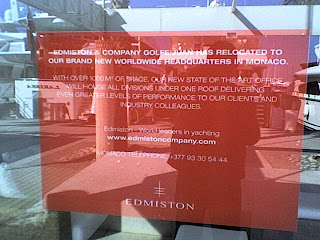 EDMISTON & COMPANY GOLFE JUAN HAS RELOCATED TO
OUR BRAND NEW WORLDWIDE HEADQUARTERS IN MONACO.
WITH OVER 1000 M² OF SPACE, OUR NEW STATE OF THE ART OFFICE
WILL HOUSE ALL DIVISIONS UNDER ONE ROOF DELIVERING
EVEN GREATER LEVELS OF PERFORMANCE TO OUR CLIENTS AND
INDUSTRY COLLEAGUES.
Edmiston - World leaders in yachting
www.edmistoncompany.com
MONACO TELEPHONE +377 93 30 54 44
EDMISTON